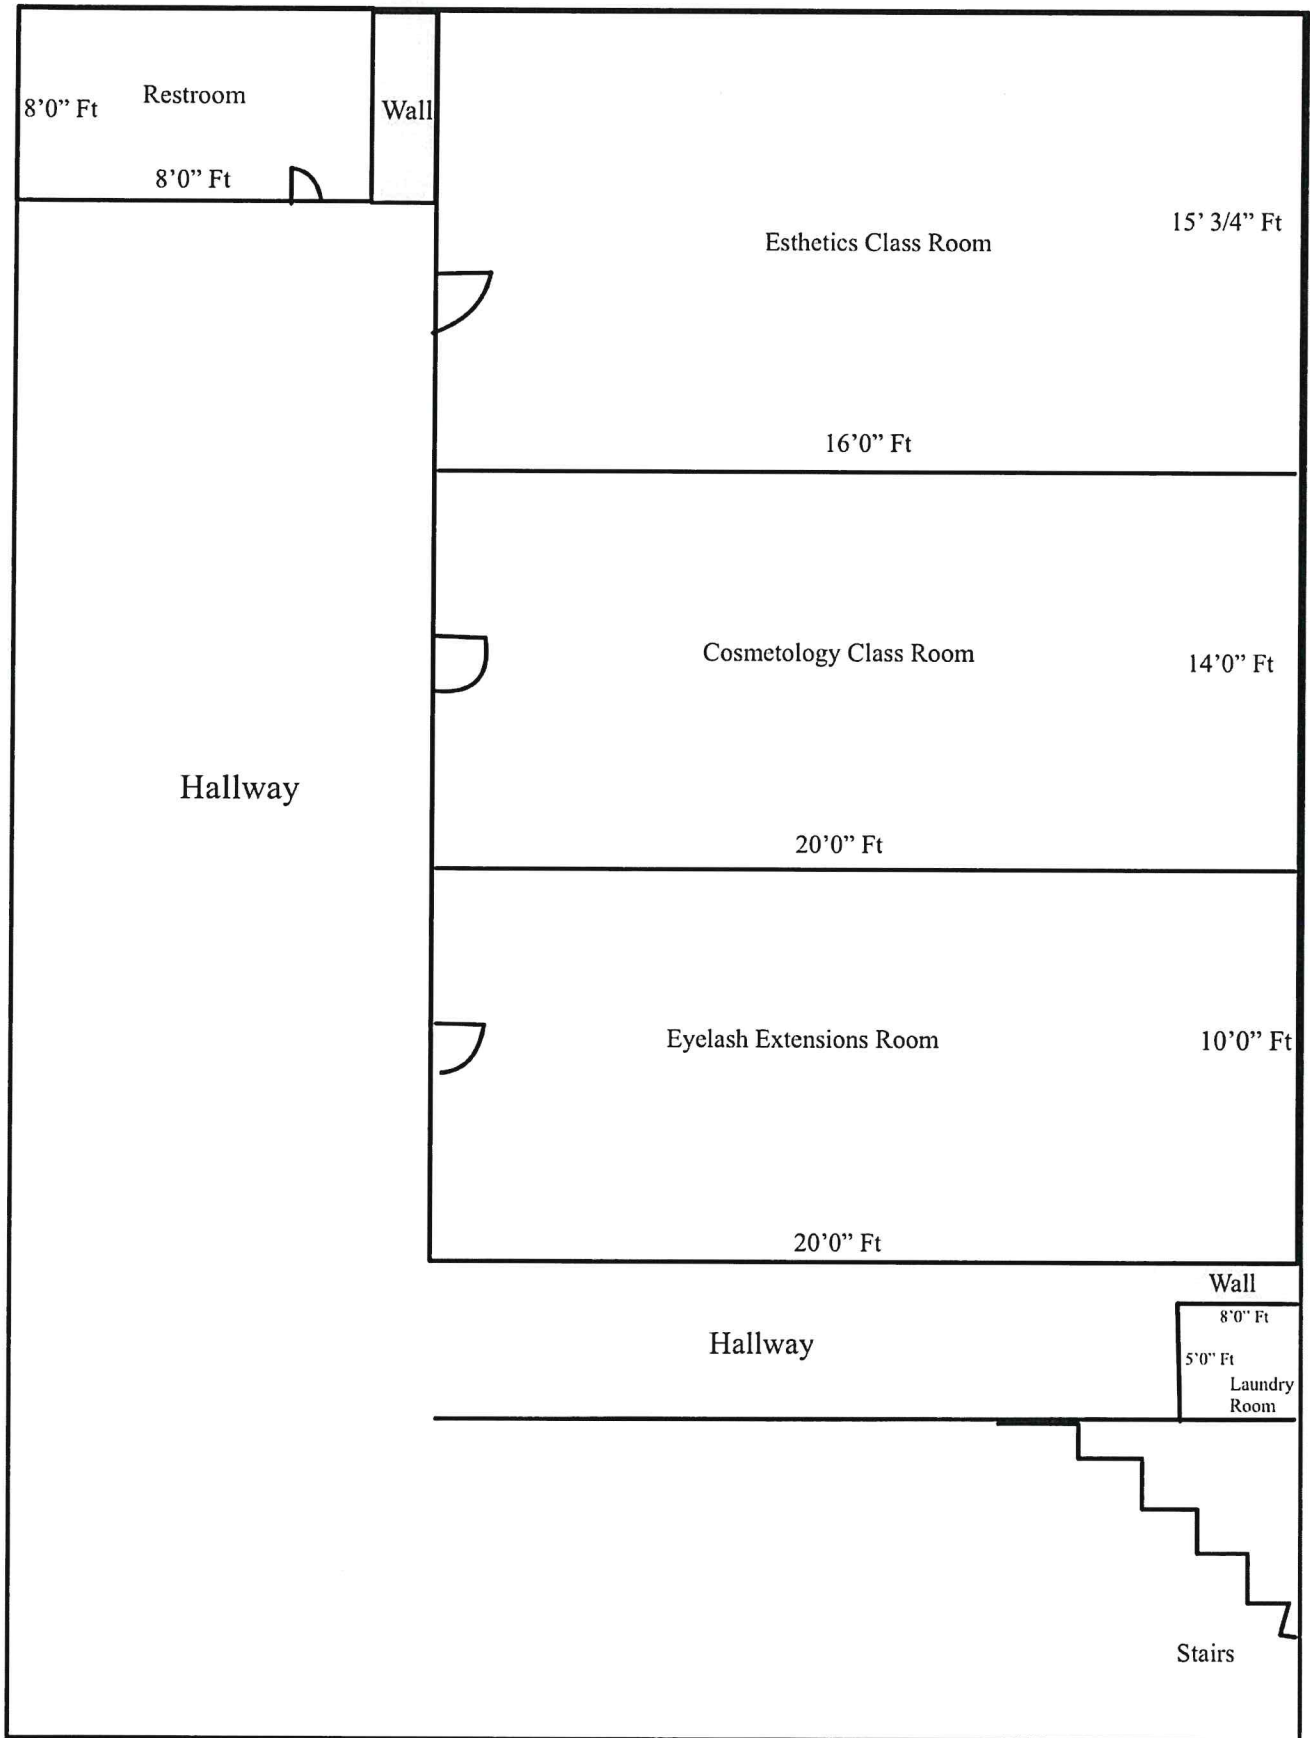 Restroom
8’0” Ft
Wall
8’0” Ft
15’ 3/4” Ft
Esthetics Class Room
16’0” Ft
Cosmetology Class Room
14’0” Ft
Hallway
20’0” Ft
Eyelash Extensions Room
10’0” Ft
20’0” Ft
Wall
8’0” Ft
Hallway
5’0” Ft
Laundry
Room
Stairs